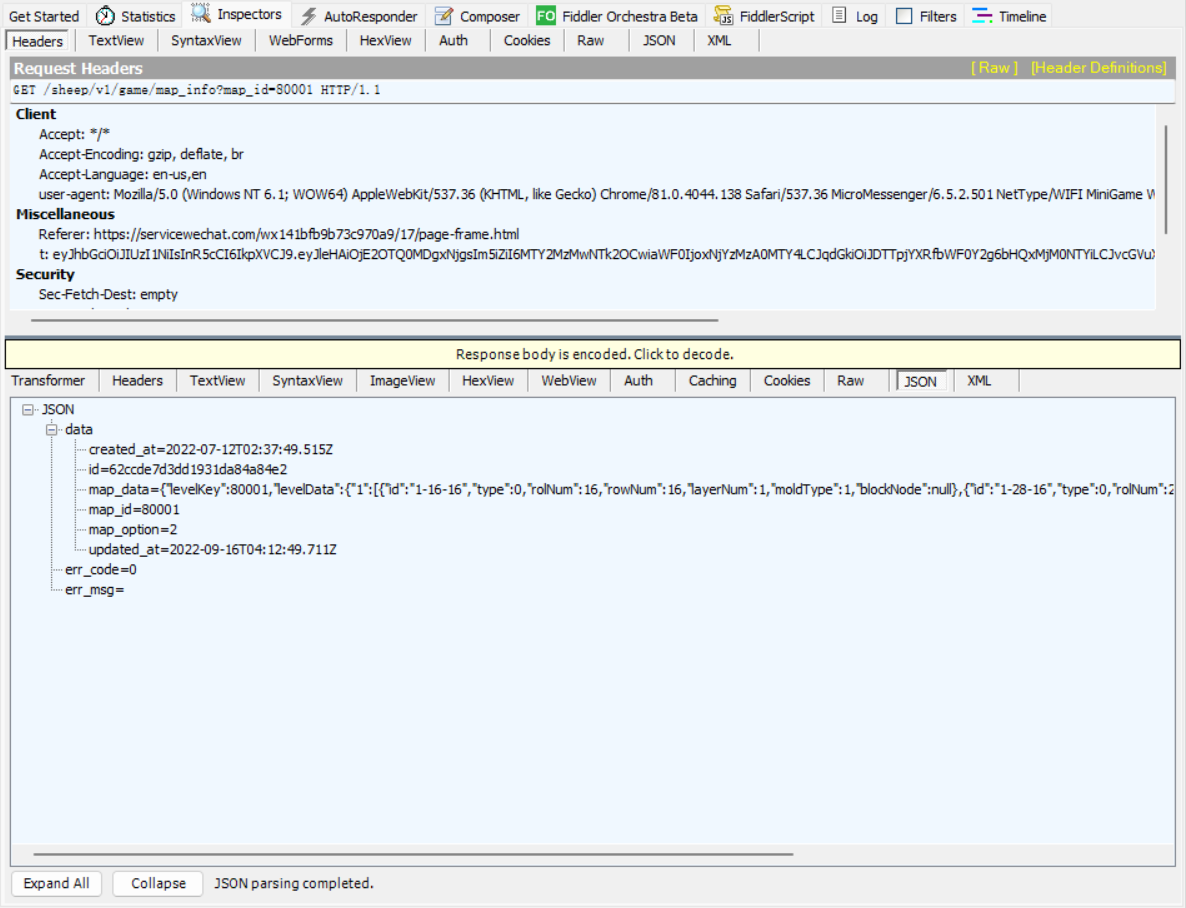 Get Started Statistics Inspectors AutoResponder Composer FO Fiddler Orchestra Beta FiddlerScript Log Filters Timeline
Headers TextView SyntaxView WebForms HexView Auth Cookies Raw JSON XML
Request Headers [ Raw ] [Header Definitions]
GET /sheep/v1/game/map_info?map_id=80001 HTTP/1.1
Client
Accept: */*
Accept-Encoding: gzip, deflate, br
Accept-Language: en-us,en
user-agent: Mozilla/5.0 (Windows NT 6.1; WOW64) AppleWebKit/537.36 (KHTML, like Gecko) Chrome/81.0.4044.138 Safari/537.36 MicroMessenger/6.5.2.501 NetType/WIFI MiniGame W
Miscellaneous
Referer: https://servicewechat.com/wx141bfb9b73c970a9/17/page-frame.html
t:
Security
Sec-Fetch-Dest: empty
Response body is encoded. Click to decode.
Transformer Headers TextView SyntaxView ImageView HexView WebView Auth Caching Cookies Raw JSON XML
JSON
data
created_at=2022-07-12T02:37:49.515Z
id=62ccde7d3dd1931da84a84e2
map_data={"levelKey":80001,"levelData":{"1":[{"id":"1-16-16","type":0,"rolNum":16,"rowNum":16,"layerNum":1,"moldType":1,"blockNode":null},{"id":"1-28-16","type":0,"rolNum":2
map_id=80001
map_option=2
updated_at=2022-09-16T04:12:49.711Z
err_code=0
err_msg=
Expand All Collapse JSON parsing completed.